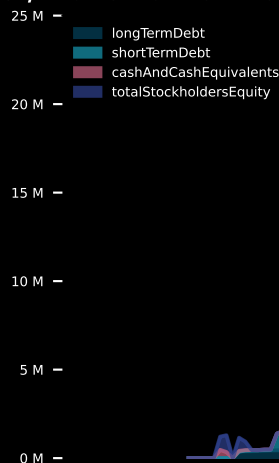 25 M
longTermDebt
shortTermDebt
cashAndCashEquivalents
totalStockholdersEquity
20 M
15 M
10 M
5 M
0 M